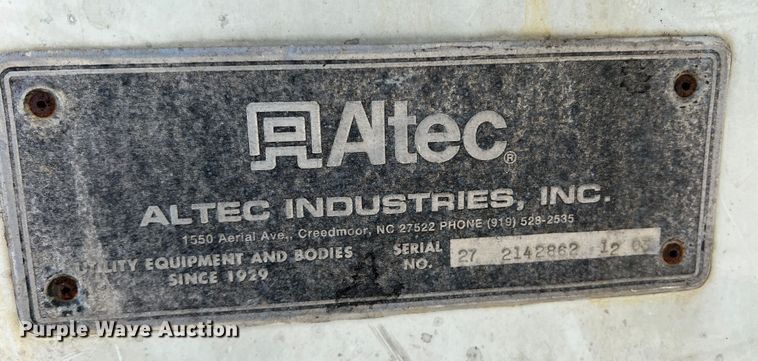 Altec®
ALTEC INDUSTRIES, INC.
1550 Aerial Ave., Creedmoor, NC 27522 PHONE (919) 528-2535
UTILITY EQUIPMENT AND BODIES
SINCE 1929
SERIAL
NO.
27 2142862 12
Purple Wave Auction